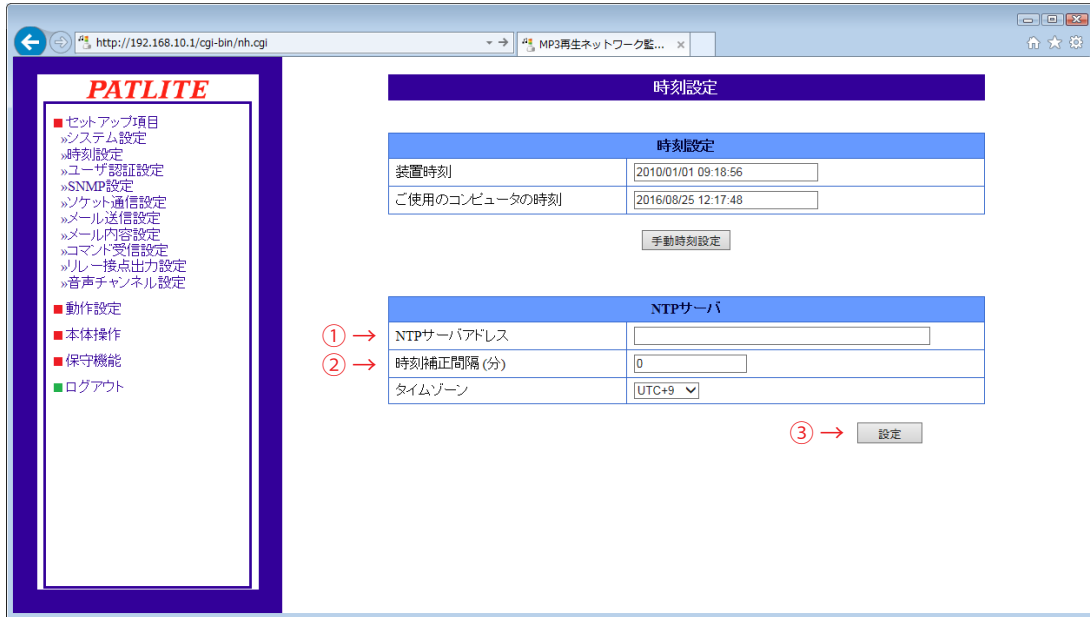 http://192.168.10.1/cgi-bin/nh.cgi
MP3再生ネットワーク監...
PATLITE
セットアップ項目
»システム設定
»時刻設定
»ユーザ認証設定
»SNMP設定
»ソケット通信設定
»メール送信設定
»メール内容設定
»コマンド受信設定
»リレー接点出力設定
»音声チャンネル設定
動作設定
本体操作
保守機能
ログアウト
時刻設定
時刻設定
装置時刻 2010/01/01 09:18:56
ご使用のコンピュータの時刻 2016/08/25 12:17:48
手動時刻設定
NTPサーバ
① → NTPサーバアドレス
② → 時刻補正間隔(分) 0
タイムゾーン UTC+9
③ → 設定